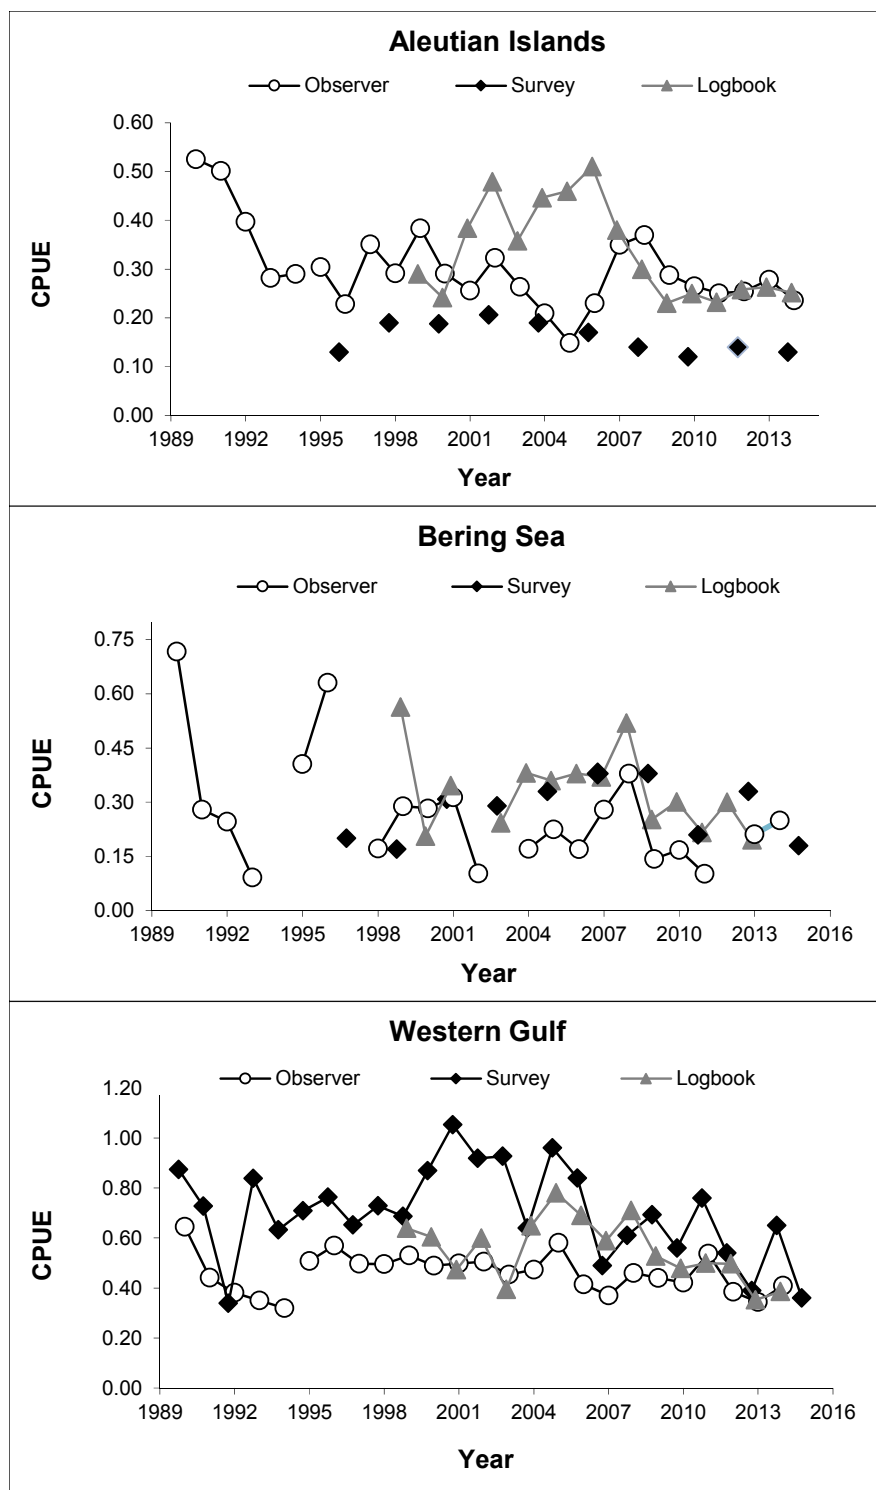 Aleutian Islands
Observer Survey Logbook
0.60
0.50
0.40
0.30
0.20
0.10
0.00
CPUE
1989 1992 1995 1998 2001 2004 2007 2010 2013
Year
Bering Sea
Observer Survey Logbook
0.75
0.60
0.45
0.30
0.15
0.00
CPUE
1989 1992 1995 1998 2001 2004 2007 2010 2013 2016
Year
Western Gulf
Observer Survey Logbook
1.20
1.00
0.80
0.60
0.40
0.20
0.00
CPUE
1989 1992 1995 1998 2001 2004 2007 2010 2013 2016
Year